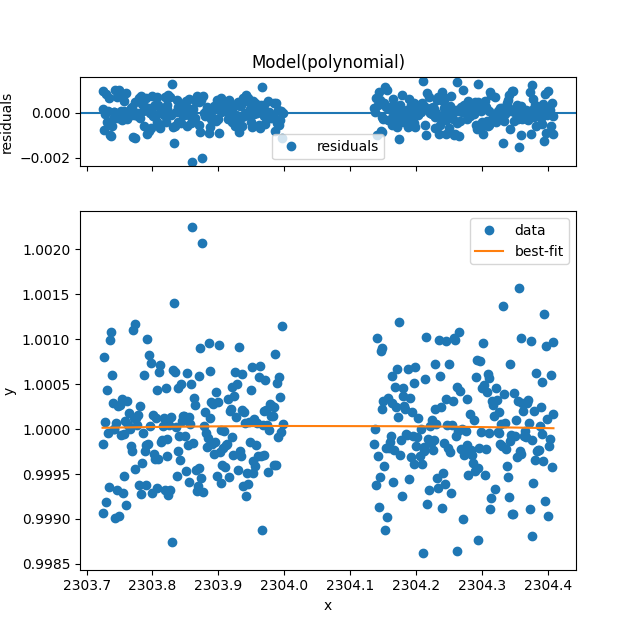 Model(polynomial)
residuals
0.000
−0.002
residuals
y
1.0020
1.0015
1.0010
1.0005
1.0000
0.9995
0.9990
0.9985
data
best-fit
2303.7 2303.8 2303.9 2304.0 2304.1 2304.2 2304.3 2304.4
x